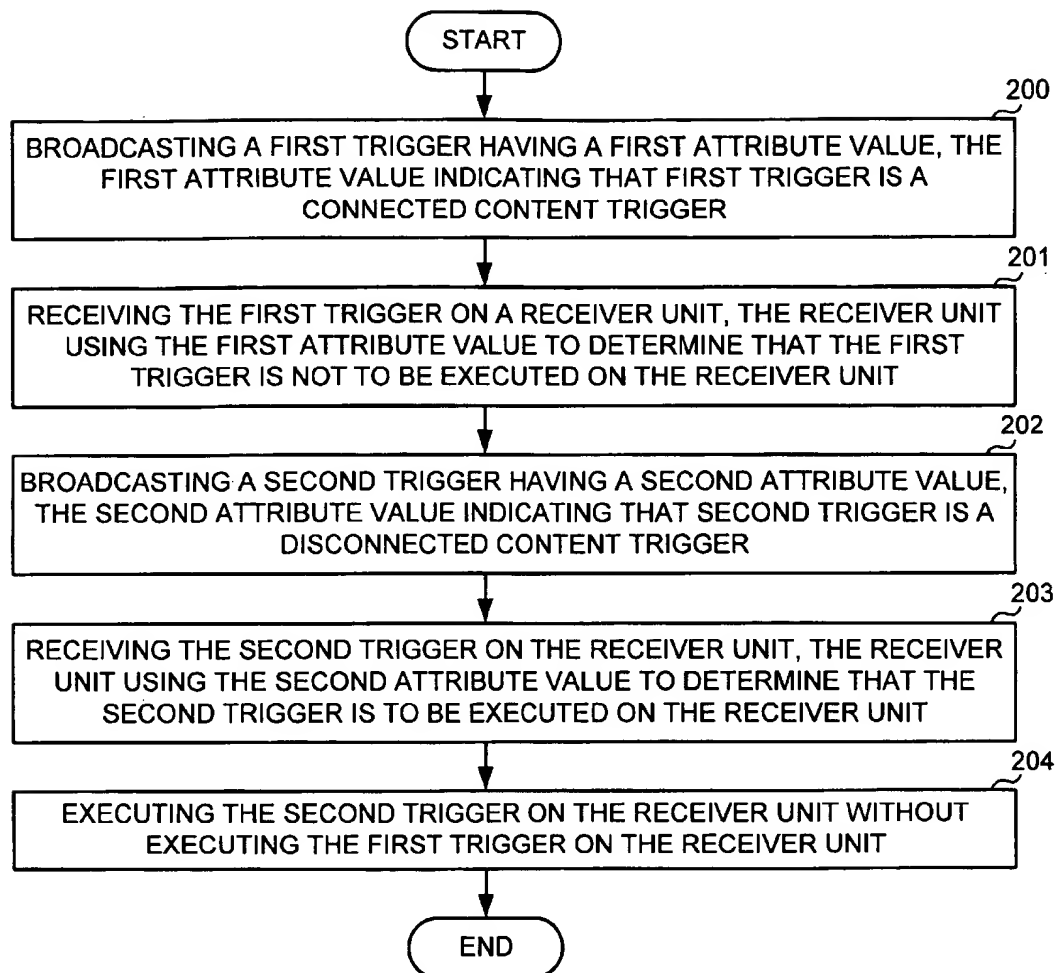 START
200
BROADCASTING A FIRST TRIGGER HAVING A FIRST ATTRIBUTE VALUE, THE
FIRST ATTRIBUTE VALUE INDICATING THAT FIRST TRIGGER IS A
CONNECTED CONTENT TRIGGER
201
RECEIVING THE FIRST TRIGGER ON A RECEIVER UNIT, THE RECEIVER UNIT
USING THE FIRST ATTRIBUTE VALUE TO DETERMINE THAT THE FIRST
TRIGGER IS NOT TO BE EXECUTED ON THE RECEIVER UNIT
202
BROADCASTING A SECOND TRIGGER HAVING A SECOND ATTRIBUTE VALUE,
THE SECOND ATTRIBUTE VALUE INDICATING THAT SECOND TRIGGER IS A
DISCONNECTED CONTENT TRIGGER
203
RECEIVING THE SECOND TRIGGER ON THE RECEIVER UNIT, THE RECEIVER
UNIT USING THE SECOND ATTRIBUTE VALUE TO DETERMINE THAT THE
SECOND TRIGGER IS TO BE EXECUTED ON THE RECEIVER UNIT
204
EXECUTING THE SECOND TRIGGER ON THE RECEIVER UNIT WITHOUT
EXECUTING THE FIRST TRIGGER ON THE RECEIVER UNIT
END